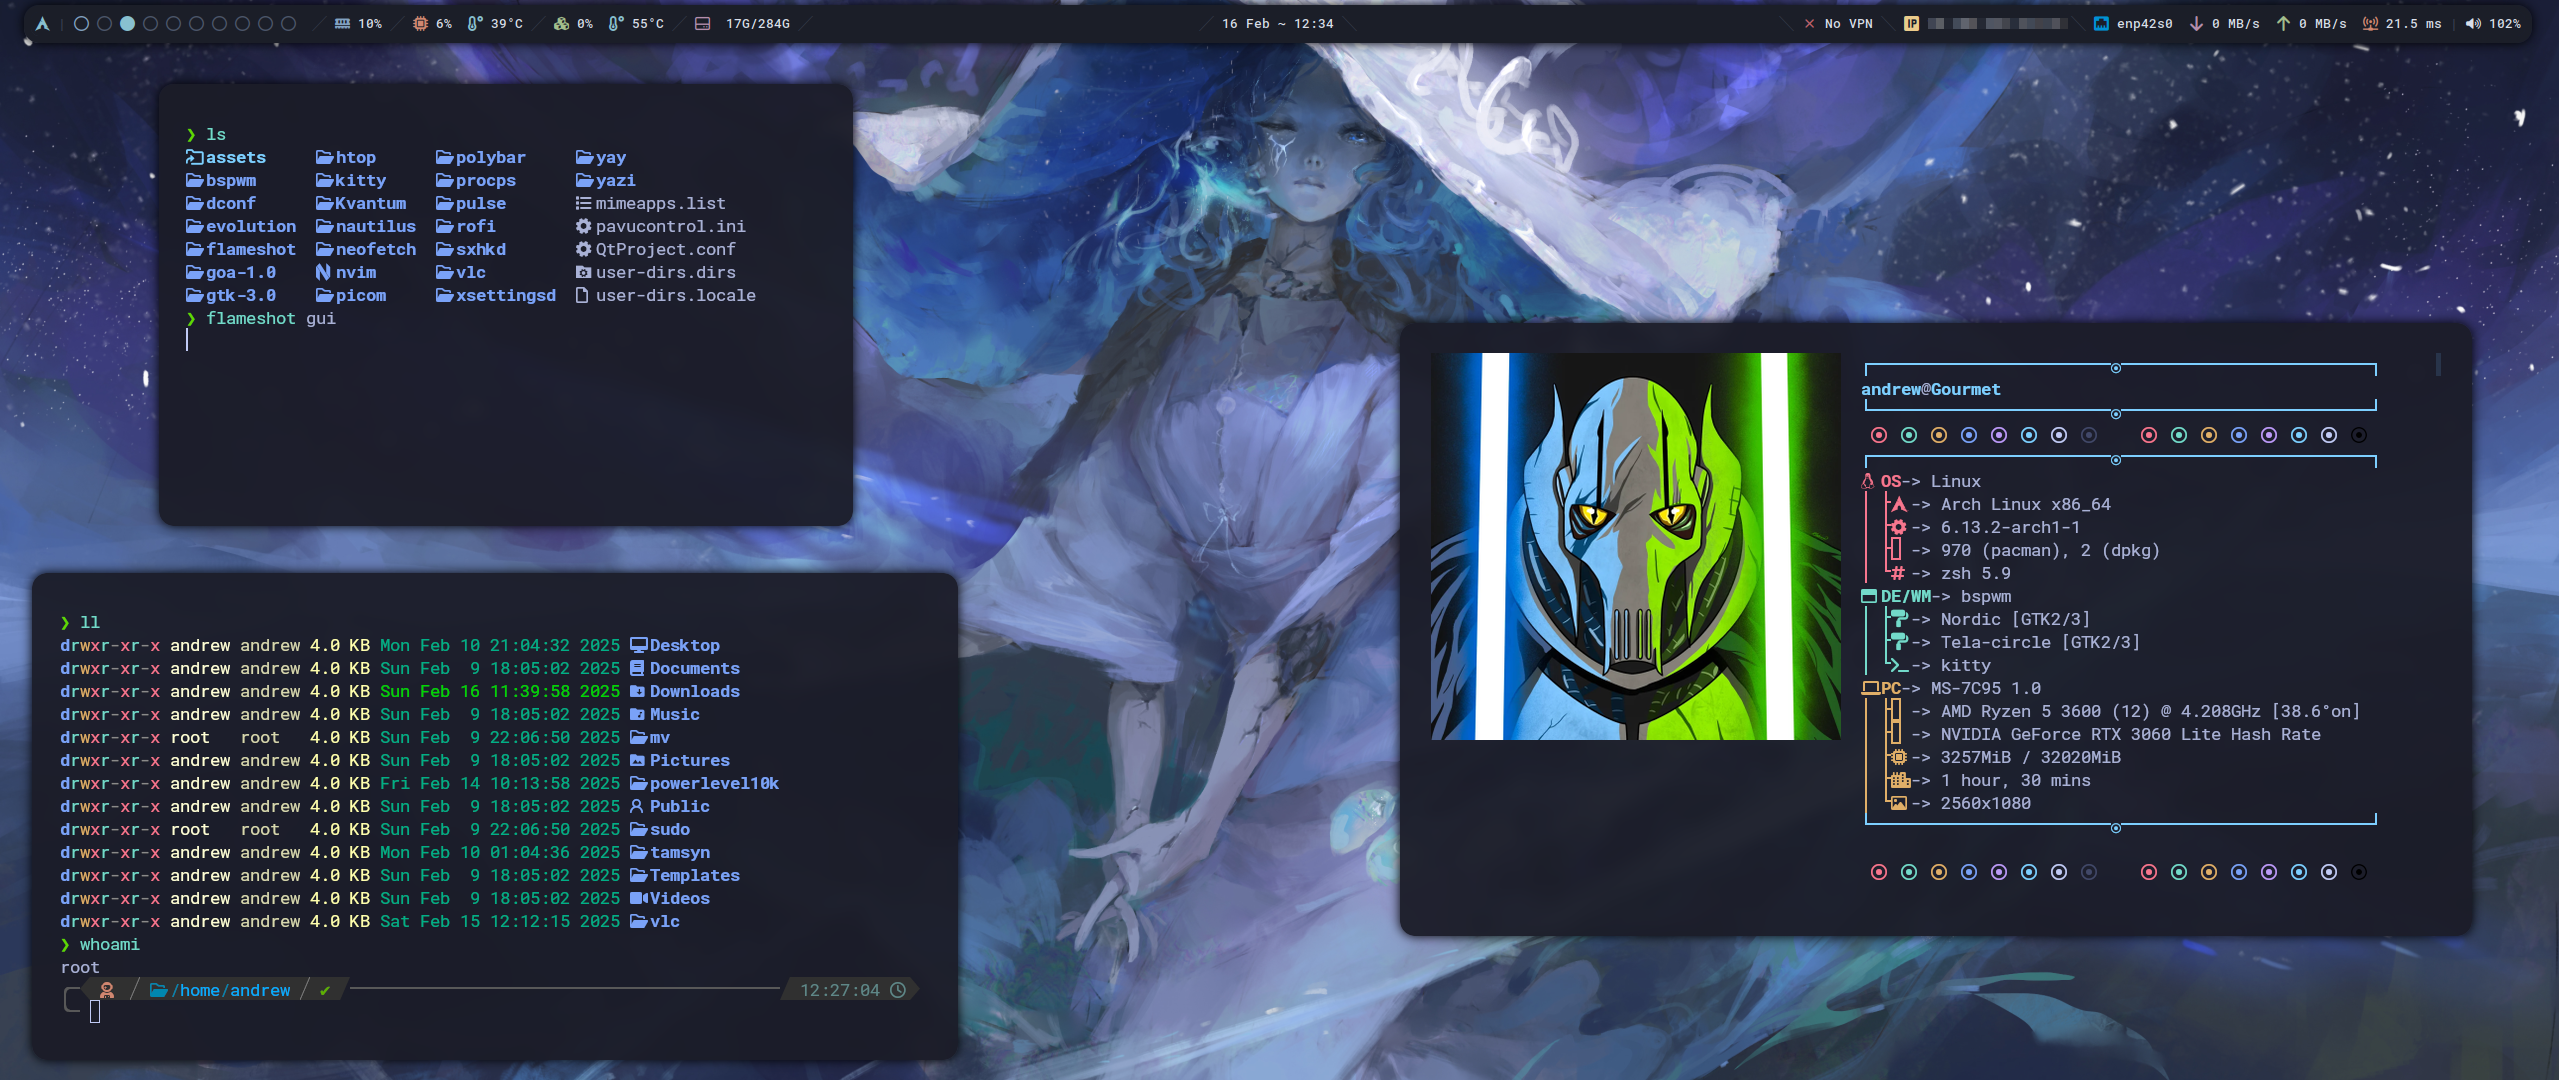 10% 6% 39°C 0% 55°C 17G/284G 16 Feb ~ 12:34 No VPN IP enp42s0 0 MB/s 0 MB/s 21.5 ms 102%
❯ ls
assets htop polybar yay
bspwm kitty procps yazi
dconf Kvantum pulse mimeapps.list
evolution nautilus rofi pavucontrol.ini
flameshot neofetch sxhkd QtProject.conf
goa-1.0 nvim vlc user-dirs.dirs
gtk-3.0 picom xsettingsd user-dirs.locale
❯ flameshot gui
❯ ll
drwxr-xr-x andrew andrew 4.0 KB Mon Feb 10 21:04:32 2025 Desktop
drwxr-xr-x andrew andrew 4.0 KB Sun Feb 9 18:05:02 2025 Documents
drwxr-xr-x andrew andrew 4.0 KB Sun Feb 16 11:39:58 2025 Downloads
drwxr-xr-x andrew andrew 4.0 KB Sun Feb 9 18:05:02 2025 Music
drwxr-xr-x root root 4.0 KB Sun Feb 9 22:06:50 2025 mv
drwxr-xr-x andrew andrew 4.0 KB Sun Feb 9 18:05:02 2025 Pictures
drwxr-xr-x andrew andrew 4.0 KB Fri Feb 14 10:13:58 2025 powerlevel10k
drwxr-xr-x andrew andrew 4.0 KB Sun Feb 9 18:05:02 2025 Public
drwxr-xr-x root root 4.0 KB Sun Feb 9 22:06:50 2025 sudo
drwxr-xr-x andrew andrew 4.0 KB Mon Feb 10 01:04:36 2025 tamsyn
drwxr-xr-x andrew andrew 4.0 KB Sun Feb 9 18:05:02 2025 Templates
drwxr-xr-x andrew andrew 4.0 KB Sun Feb 9 18:05:02 2025 Videos
drwxr-xr-x andrew andrew 4.0 KB Sat Feb 15 12:12:15 2025 vlc
❯ whoami
root
/home/andrew ✔ 12:27:04
andrew@Gourmet
OS-> Linux
-> Arch Linux x86_64
-> 6.13.2-arch1-1
-> 970 (pacman), 2 (dpkg)
# -> zsh 5.9
DE/WM-> bspwm
-> Nordic [GTK2/3]
-> Tela-circle [GTK2/3]
-> kitty
PC-> MS-7C95 1.0
-> AMD Ryzen 5 3600 (12) @ 4.208GHz [38.6°on]
-> NVIDIA GeForce RTX 3060 Lite Hash Rate
-> 3257MiB / 32020MiB
-> 1 hour, 30 mins
-> 2560x1080